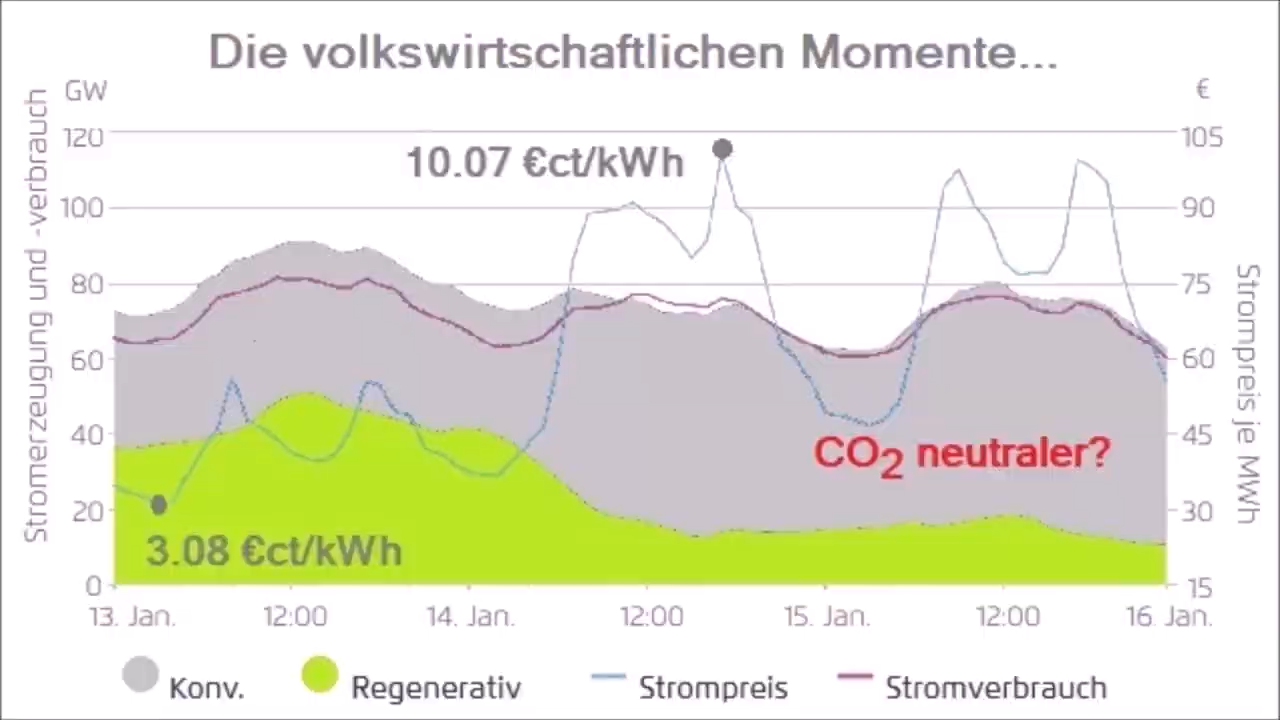 Die volkswirtschaftlichen Momente...
GW
€
Stromerzeugung und -verbrauch
Strompreis je MWh
120
100
80
60
40
20
0
105
90
75
60
45
30
15
10.07 €ct/kWh
CO2 neutraler?
3.08 €ct/kWh
13. Jan.
12:00
14. Jan.
12:00
15. Jan.
12:00
16. Jan.
Konv.
Regenerativ
Strompreis
Stromverbrauch